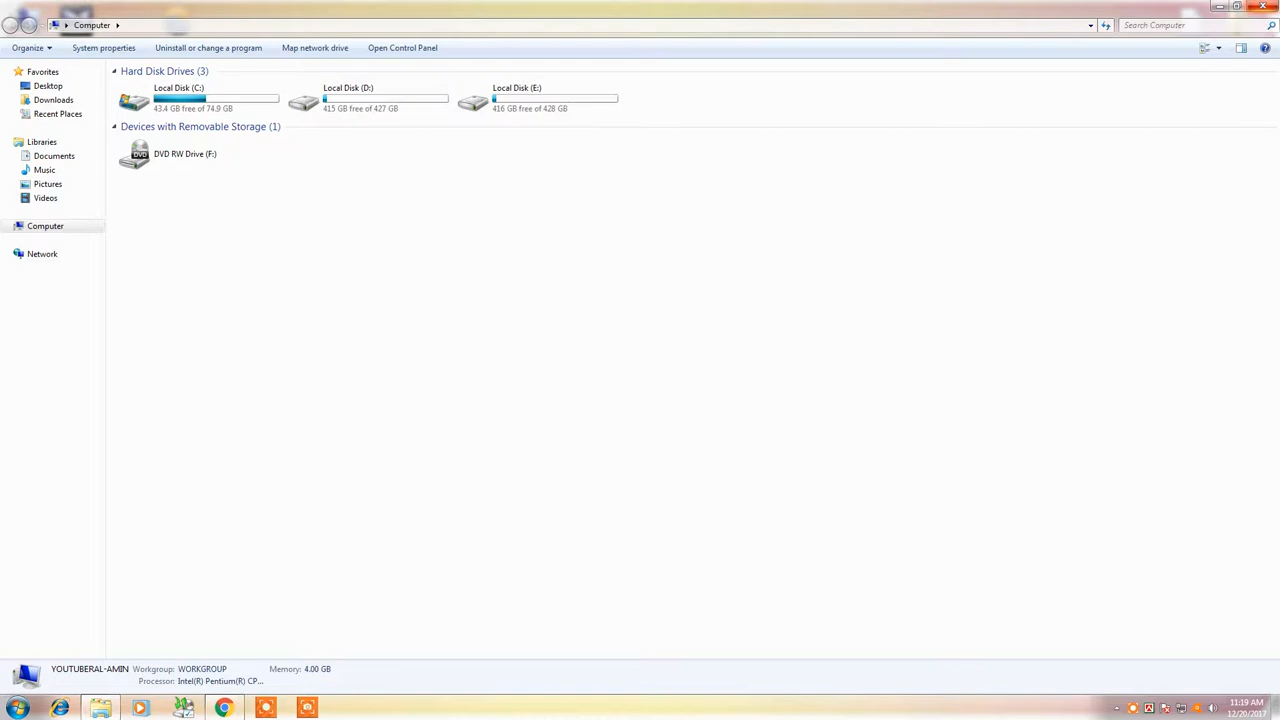 Computer
Search Computer
Organize System properties Uninstall or change a program Map network drive Open Control Panel
Favorites
Desktop
Downloads
Recent Places
Libraries
Documents
Music
Pictures
Videos
Computer
Network
Hard Disk Drives (3)
Local Disk (C:)
43.4 GB free of 74.9 GB
Local Disk (D:)
415 GB free of 427 GB
Local Disk (E:)
416 GB free of 428 GB
Devices with Removable Storage (1)
DVD
DVD RW Drive (F:)
YOUTUBERAL-AMIN Workgroup: WORKGROUP Memory: 4.00 GB
Processor: Intel(R) Pentium(R) CP...
11:19 AM
12/20/2017